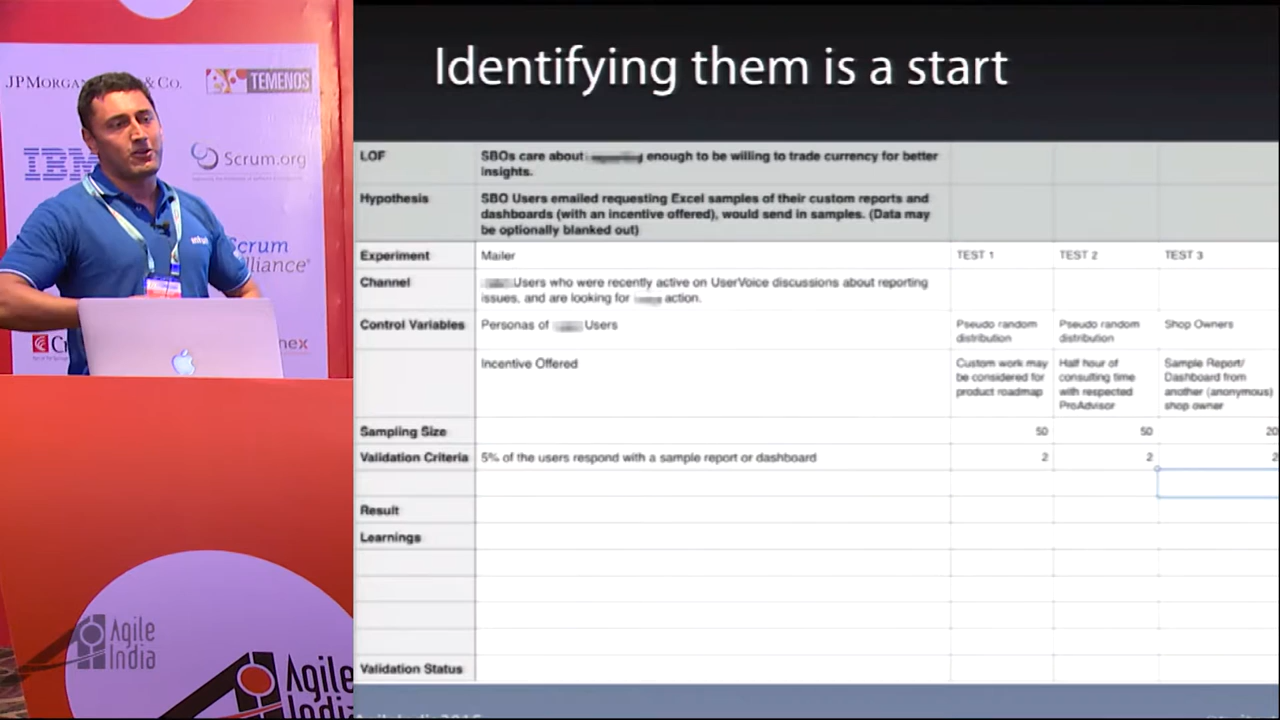 Identifying them is a start
JPMORGAN & CO.
TEMENOS
IBM
Scrum.org
Scrum
Alliance®
intuit
nex
Agile
India
Agile
India
LOF
SBOs care about enough to be willing to trade currency for better
insights.
Hypothesis
SBO Users emailed requesting Excel samples of their custom reports and
dashboards (with an incentive offered), would send in samples. (Data may
be optionally blanked out)
Experiment Mailer TEST 1 TEST 2 TEST 3
Channel
Users who were recently active on UserVoice discussions about reporting
issues, and are looking for action.
Control Variables Personas of Users
Pseudo random
distribution
Pseudo random
distribution
Shop Owners
Incentive Offered
Custom work may
be considered for
product roadmap
Half hour of
consulting time
with respected
ProAdvisor
Sample Report/
Dashboard from
another (anonymous)
shop owner
Sampling Size 50 50 20
Validation Criteria 5% of the users respond with a sample report or dashboard 2 2 2
Result
Learnings
Validation Status